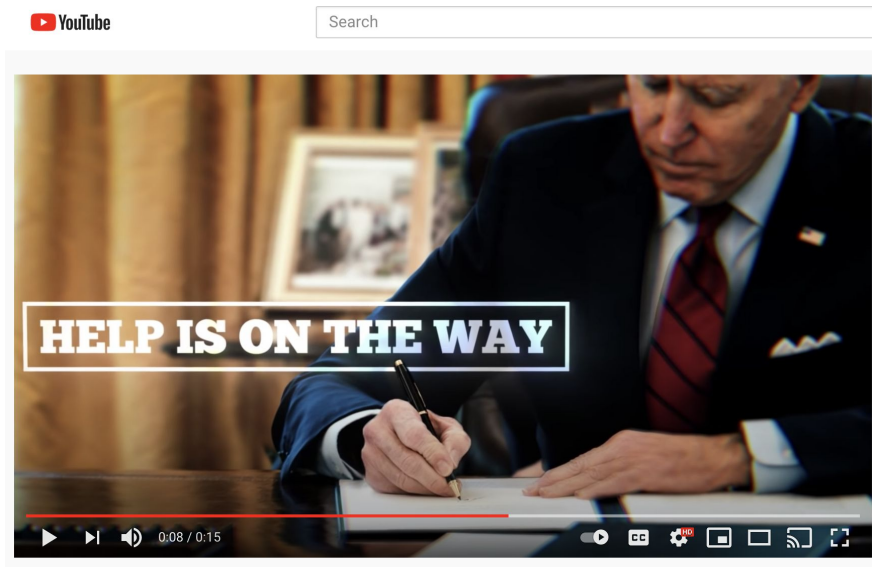 YouTube
Search
HELP IS ON THE WAY
0:08 / 0:15
CC
HD